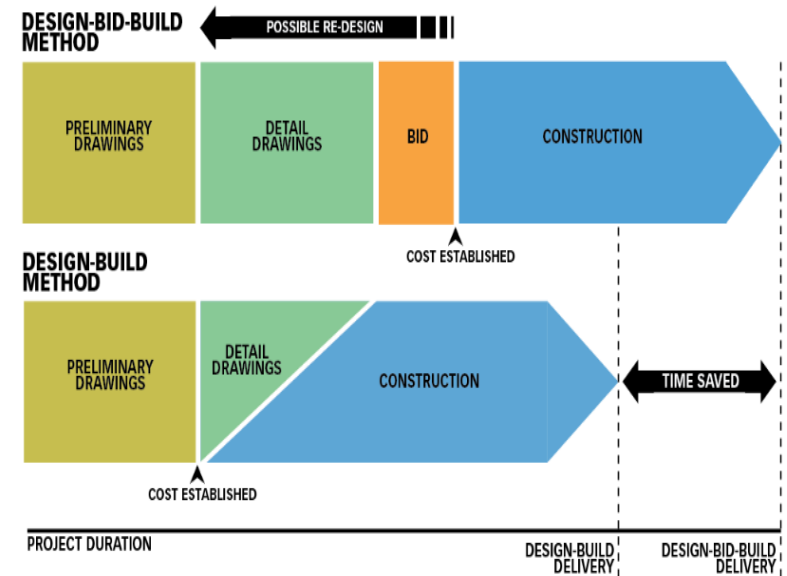 DESIGN-BID-BUILD
METHOD
POSSIBLE RE-DESIGN
PRELIMINARY
DRAWINGS
DETAIL
DRAWINGS
BID
CONSTRUCTION
COST ESTABLISHED
DESIGN-BUILD
METHOD
PRELIMINARY
DRAWINGS
DETAIL
DRAWINGS
CONSTRUCTION
TIME SAVED
COST ESTABLISHED
PROJECT DURATION
DESIGN-BUILD
DELIVERY
DESIGN-BID-BUILD
DELIVERY